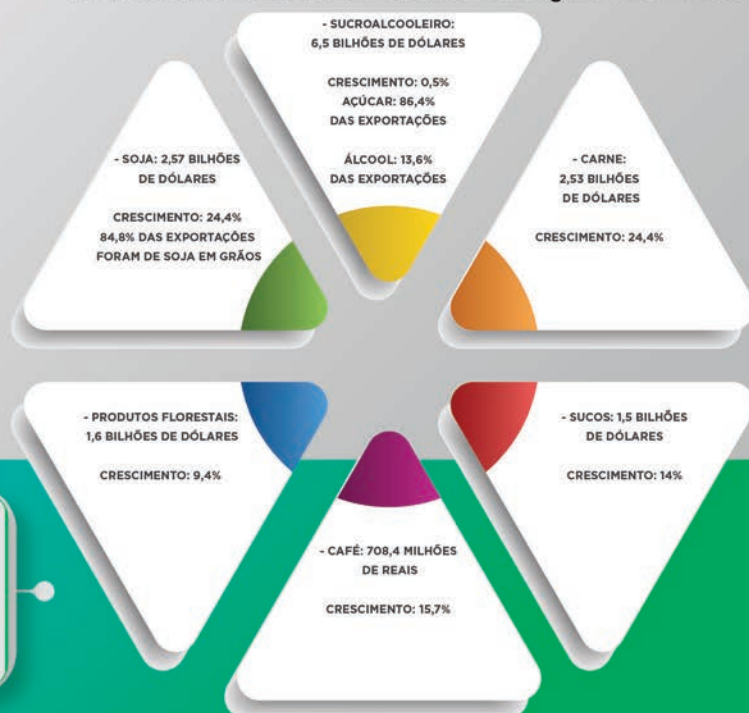 - SUCROALCOOLEIRO:
6,5 BILHÕES DE DÓLARES
CRESCIMENTO: 0,5%
AÇÚCAR: 86,4%
DAS EXPORTAÇÕES
ÁLCOOL: 13,6%
DAS EXPORTAÇÕES
- SOJA: 2,57 BILHÕES
DE DÓLARES
CRESCIMENTO: 24,4%
84,8% DAS EXPORTAÇÕES
FORAM DE SOJA EM GRÃOS
- CARNE:
2,53 BILHÕES
DE DÓLARES
CRESCIMENTO: 24,4%
- PRODUTOS FLORESTAIS:
1,6 BILHÕES DE DÓLARES
CRESCIMENTO: 9,4%
- CAFÉ: 708,4 MILHÕES
DE REAIS
CRESCIMENTO: 15,7%
- SUCOS: 1,5 BILHÕES
DE DÓLARES
CRESCIMENTO: 14%